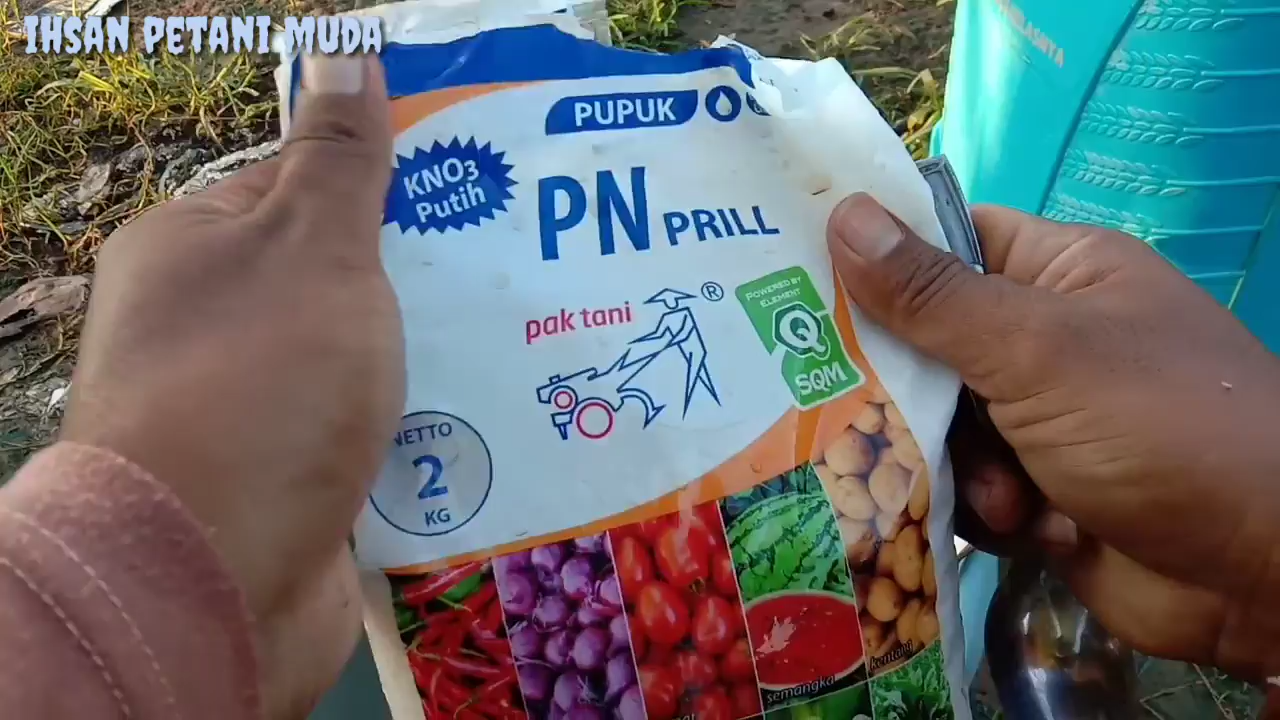 IHSAN PETANI MUDA
PUPUK
KNO3
Putih
PN PRILL
pak tani ®
POWERED BY
ELEMENT
Q
SQM
NETTO
2
KG
kentang
semangka